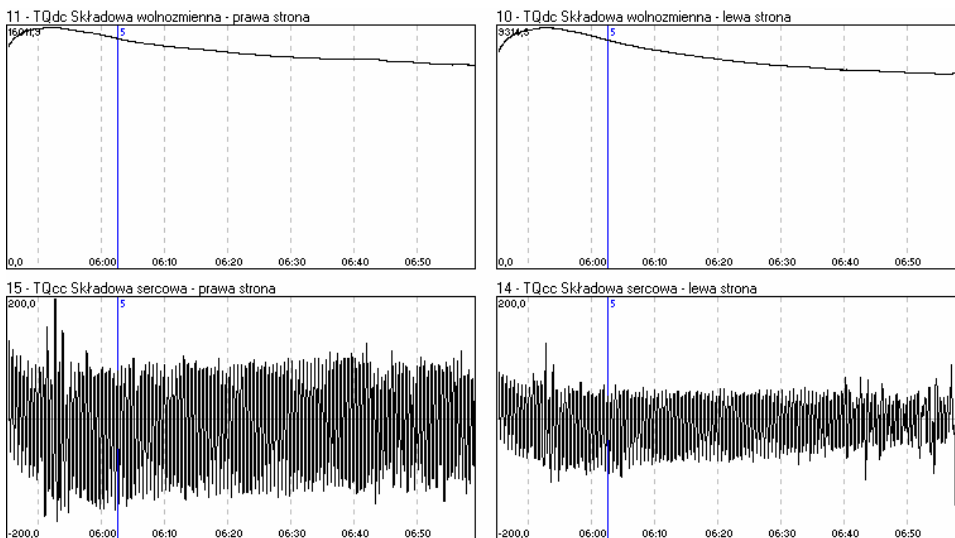 11 - TQdc Składowa wolnozmienna - prawa strona
16011,9
5
0,0
06:00 06:10 06:20 06:30 06:40 06:50
10 - TQdc Składowa wolnozmienna - lewa strona
9314,5
5
0,0
06:00 06:10 06:20 06:30 06:40 06:50
15 - TQcc Składowa sercowa - prawa strona
200,0
5
-200,0
06:00 06:10 06:20 06:30 06:40 06:50
14 - TQcc Składowa sercowa - lewa strona
200,0
5
-200,0
06:00 06:10 06:20 06:30 06:40 06:50